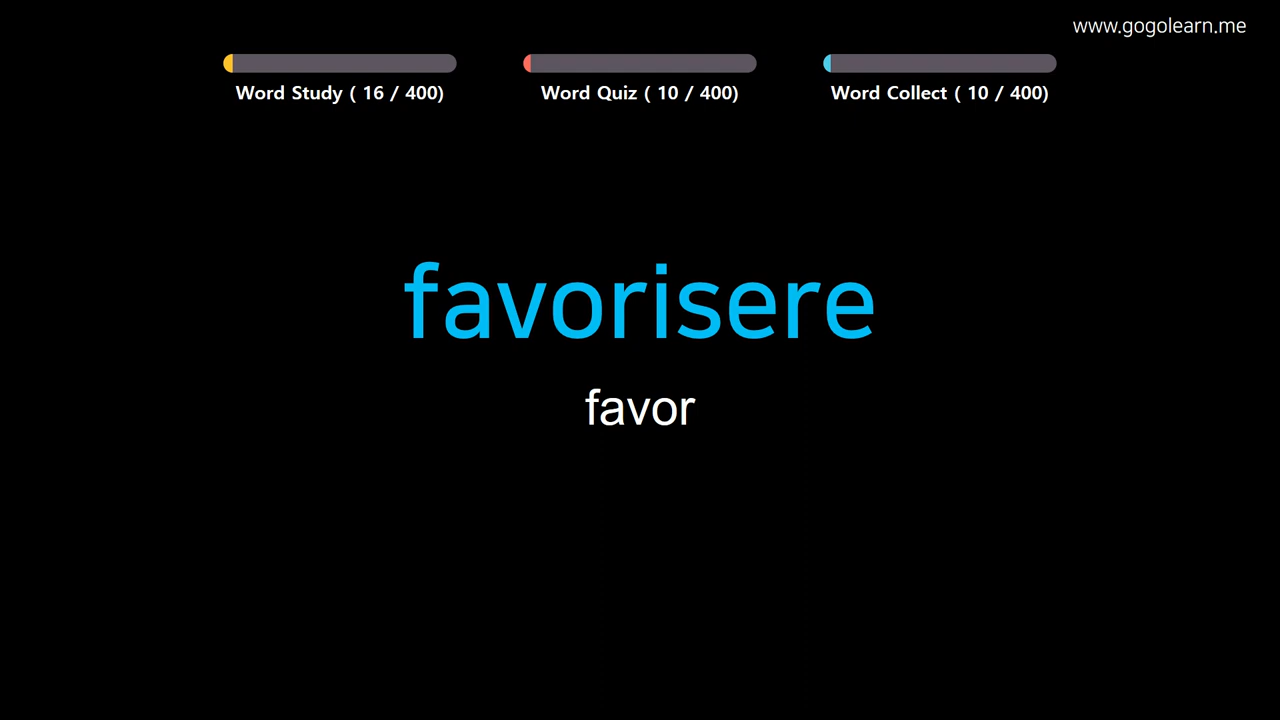 www.gogolearn.me
Word Study ( 16 / 400)
Word Quiz ( 10 / 400)
Word Collect ( 10 / 400)
favorisere
favor